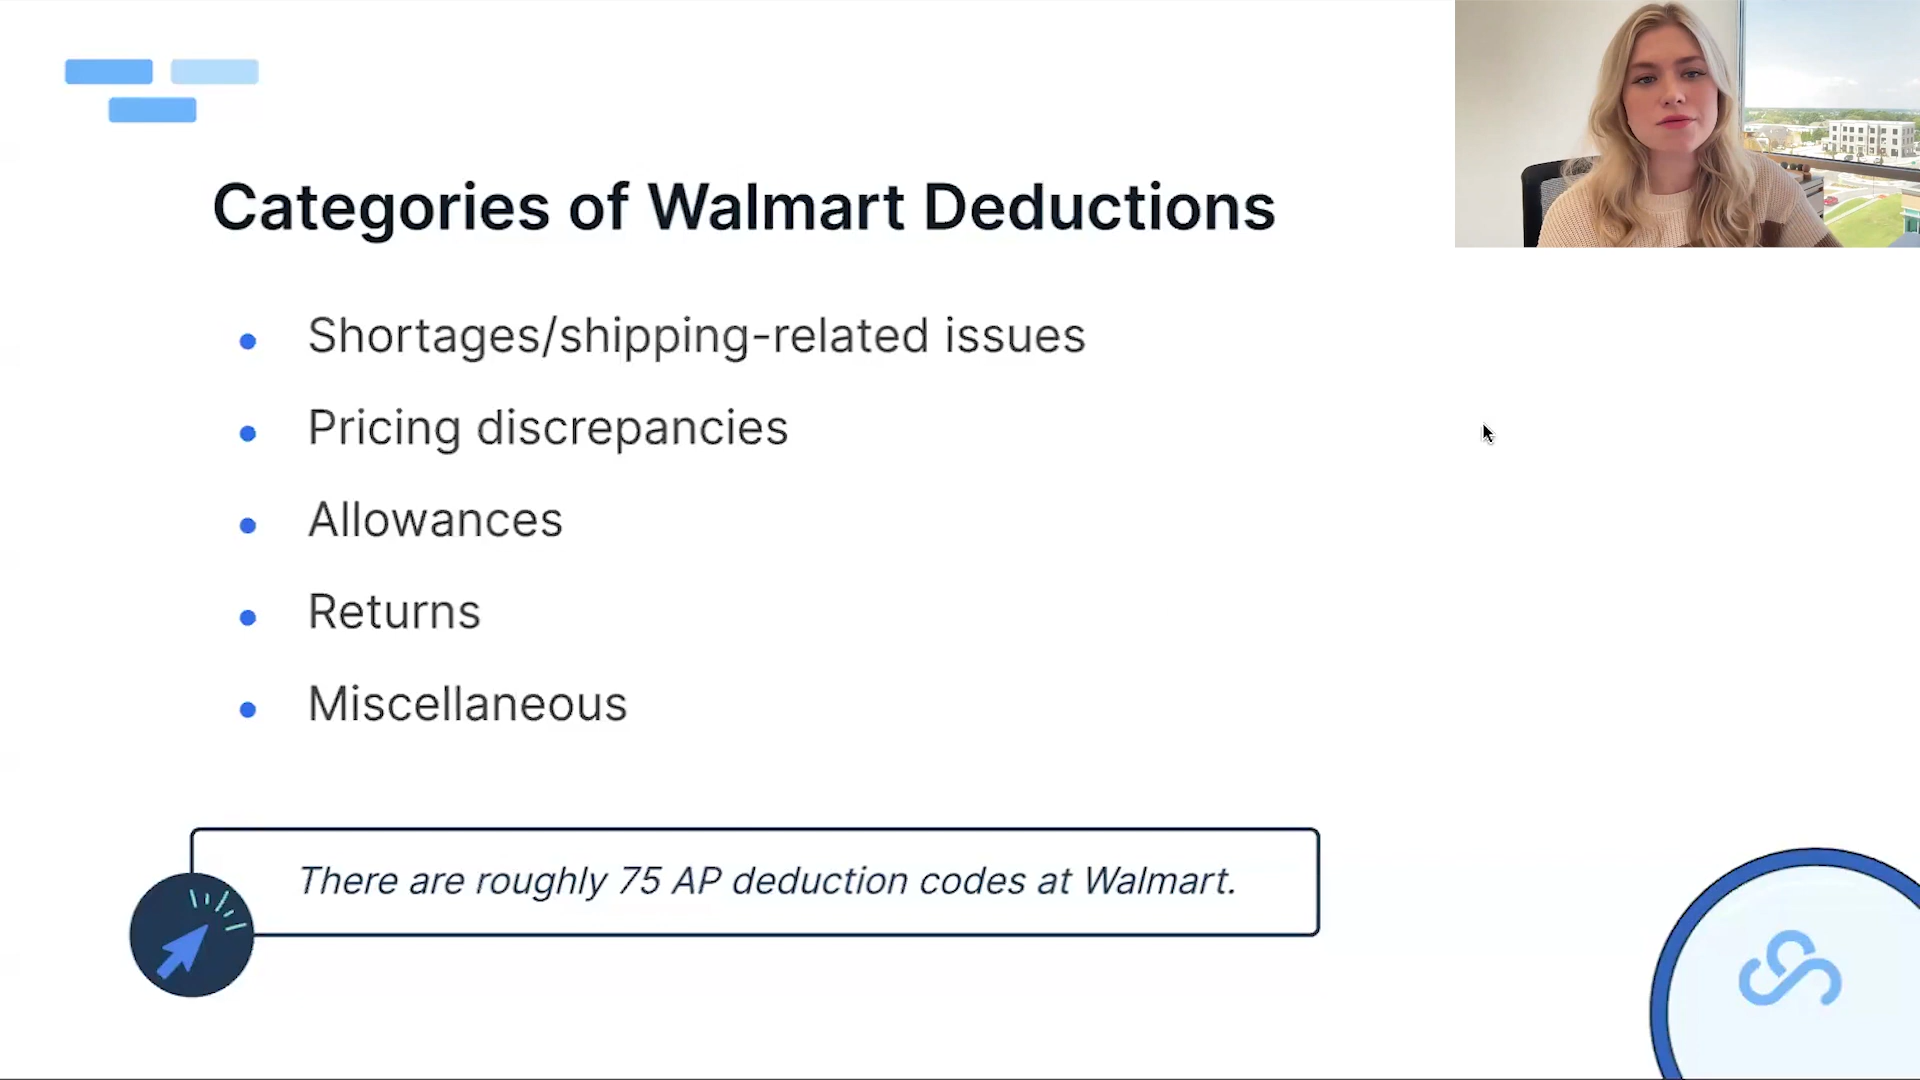 Categories of Walmart Deductions
Shortages/shipping-related issues
Pricing discrepancies
Allowances
Returns
Miscellaneous
There are roughly 75 AP deduction codes at Walmart.